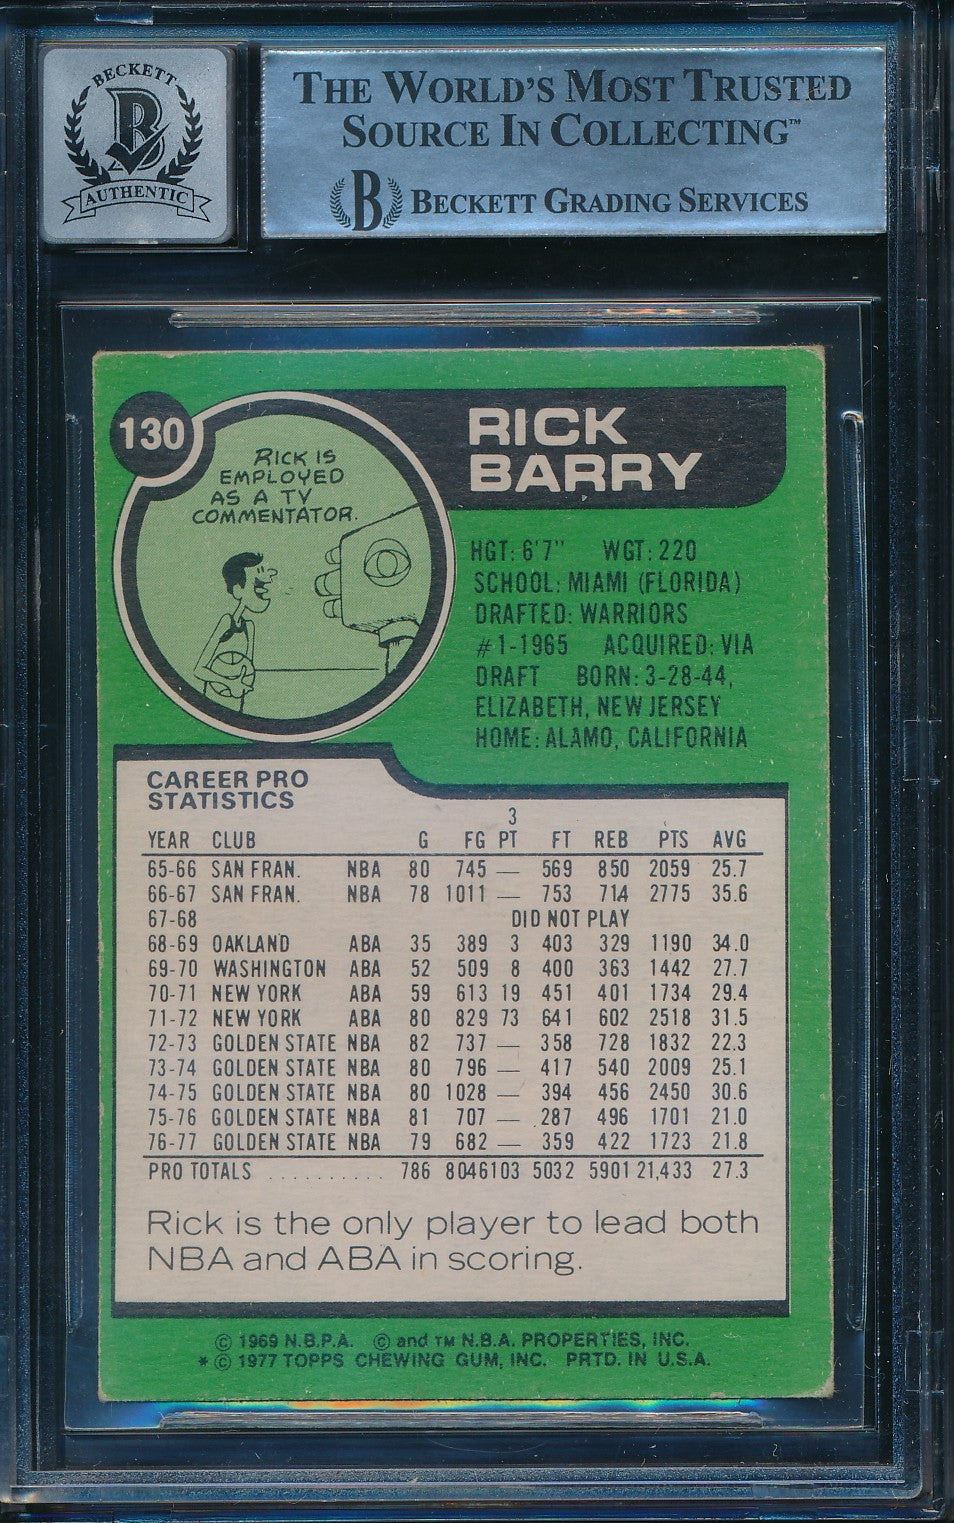 BECKETT
B
AUTHENTIC
THE WORLD'S MOST TRUSTED
SOURCE IN COLLECTING™
B BECKETT GRADING SERVICES
130
RICK
BARRY
RICK IS
EMPLOYED
AS A TV
COMMENTATOR.
HGT: 6'7" WGT: 220
SCHOOL: MIAMI (FLORIDA)
DRAFTED: WARRIORS
#1-1965 ACQUIRED: VIA
DRAFT BORN: 3-28-44,
ELIZABETH, NEW JERSEY
HOME: ALAMO, CALIFORNIA
CAREER PRO
STATISTICS
3
YEAR CLUB G FG PT FT REB PTS AVG
65-66 SAN FRAN. NBA 80 745 — 569 850 2059 25.7
66-67 SAN FRAN. NBA 78 1011 — 753 714 2775 35.6
67-68 DID NOT PLAY
68-69 OAKLAND ABA 35 389 3 403 329 1190 34.0
69-70 WASHINGTON ABA 52 509 8 400 363 1442 27.7
70-71 NEW YORK ABA 59 613 19 451 401 1734 29.4
71-72 NEW YORK ABA 80 829 73 641 602 2518 31.5
72-73 GOLDEN STATE NBA 82 737 — 358 728 1832 22.3
73-74 GOLDEN STATE NBA 80 796 — 417 540 2009 25.1
74-75 GOLDEN STATE NBA 80 1028 — 394 456 2450 30.6
75-76 GOLDEN STATE NBA 81 707 — 287 496 1701 21.0
76-77 GOLDEN STATE NBA 79 682 — 359 422 1723 21.8
PRO TOTALS .......... 786 8046 103 5032 5901 21,433 27.3
Rick is the only player to lead both
NBA and ABA in scoring.
© 1969 N.B.P.A. © and TM N.B.A. PROPERTIES, INC.
* © 1977 TOPPS CHEWING GUM, INC. PRTD. IN U.S.A.